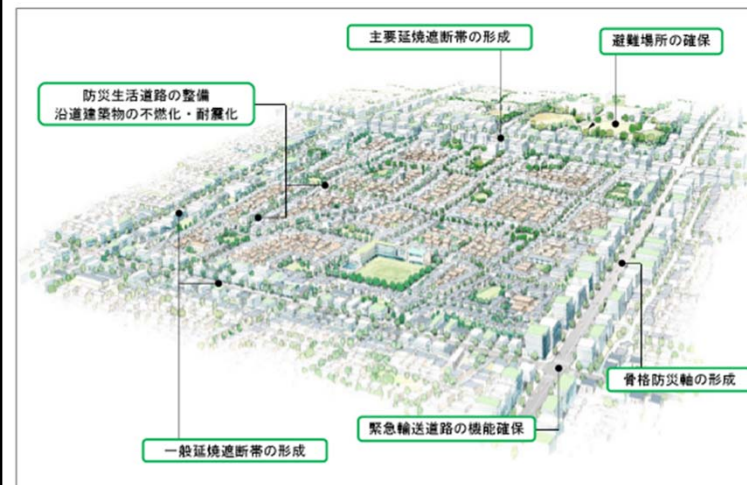 主要延焼遮断帯の形成
避難場所の確保
防災生活道路の整備
沿道建築物の不燃化・耐震化
骨格防災軸の形成
緊急輸送道路の機能確保
一般延焼遮断帯の形成